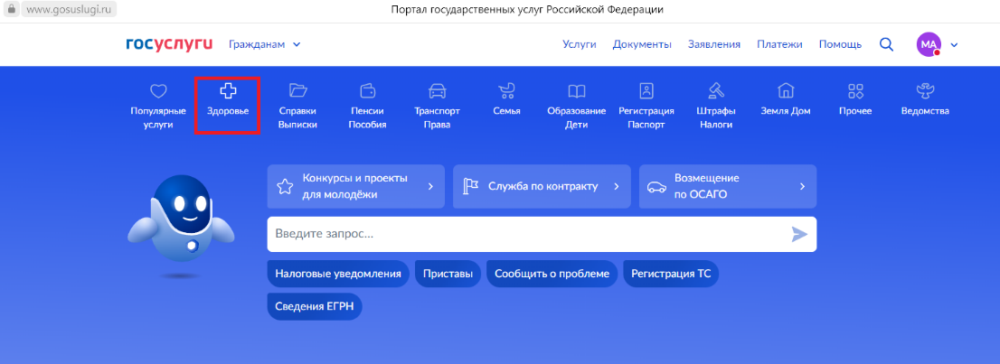 www.gosuslugi.ru
Портал государственных услуг Российской Федерации
госуслуги
Гражданам
Услуги
Документы
Заявления
Платежи
Помощь
МА
Популярные
услуги
Здоровье
Справки
Выписки
Пенсии
Пособия
Транспорт
Права
Семья
Образование
Дети
Регистрация
Паспорт
Штрафы
Налоги
Земля Дом
Прочее
Ведомства
Конкурсы и проекты
для молодёжи
Служба по контракту
Возмещение
по ОСАГО
Введите запрос...
Налоговые уведомления
Приставы
Сообщить о проблеме
Регистрация ТС
Сведения ЕГРН